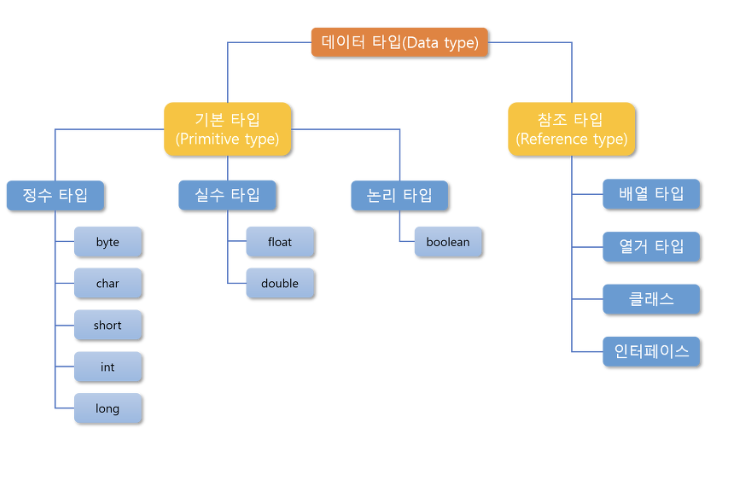 데이터 타입(Data type)
기본 타입
(Primitive type)
참조 타입
(Reference type)
정수 타입
실수 타입
논리 타입
배열 타입
byte
float
boolean
열거 타입
char
double
클래스
short
인터페이스
int
long